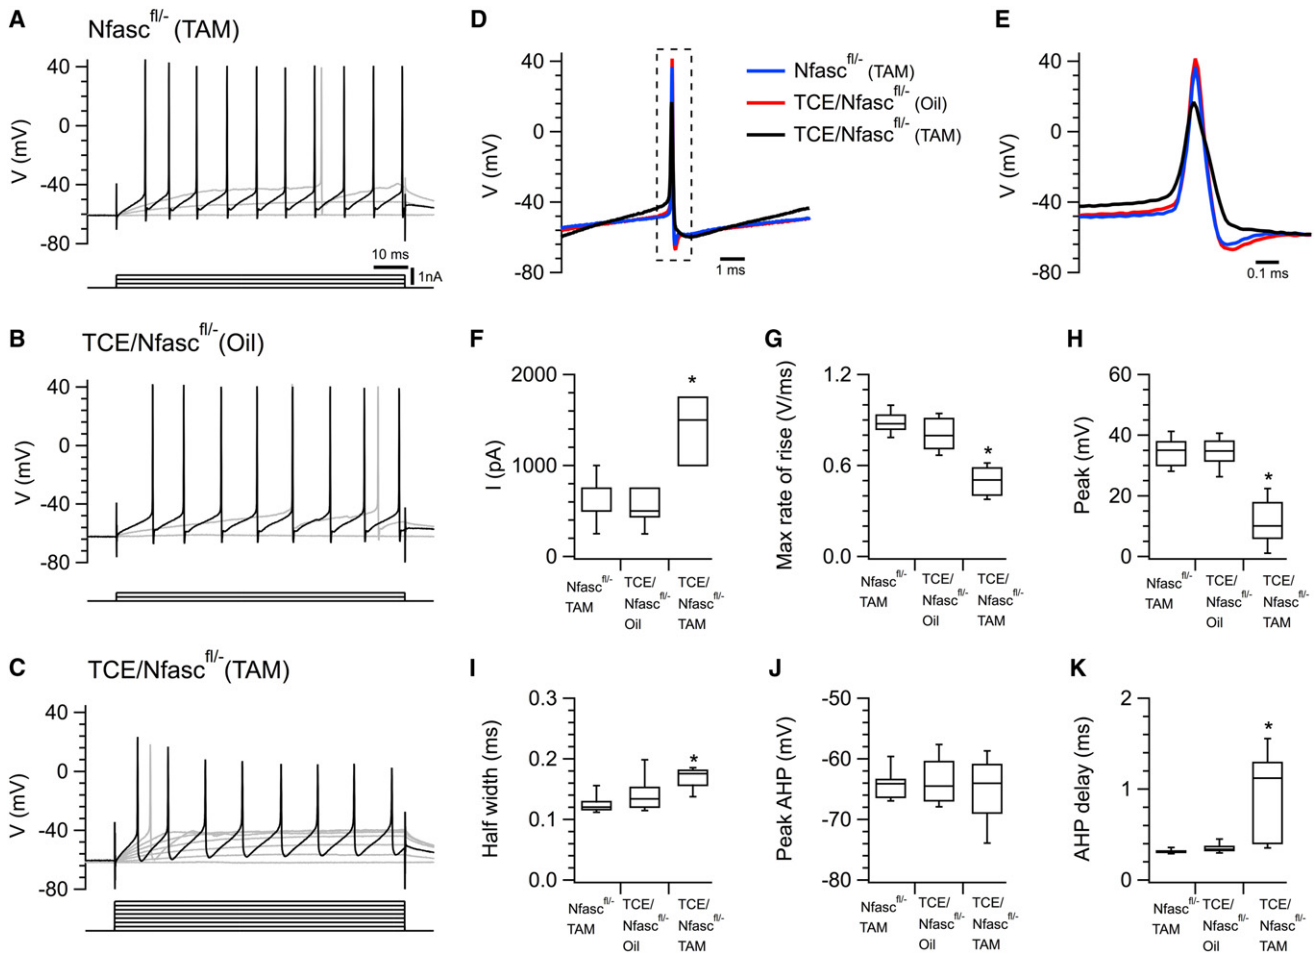 A
Nfasc fl/- (TAM)
40
0
-40
-80
V (mV)
10 ms
1nA
B
TCE/Nfasc fl/- (Oil)
40
0
-40
-80
V (mV)
C
TCE/Nfasc fl/- (TAM)
40
0
-40
-80
V (mV)
D
40
0
-40
-80
V (mV)
Nfasc fl/- (TAM)
TCE/Nfasc fl/- (Oil)
TCE/Nfasc fl/- (TAM)
1 ms
E
40
0
-40
-80
V (mV)
0.1 ms
F
2000
1000
0
I (pA)
*
Nfasc fl/-
TAM
TCE/
Nfasc fl/-
Oil
TCE/
Nfasc fl/-
TAM
G
1.2
0.6
0.0
Max rate of rise (V/ms)
*
Nfasc fl/-
TAM
TCE/
Nfasc fl/-
Oil
TCE/
Nfasc fl/-
TAM
H
60
40
20
0
Peak (mV)
*
Nfasc fl/-
TAM
TCE/
Nfasc fl/-
Oil
TCE/
Nfasc fl/-
TAM
I
0.3
0.2
0.1
0.0
Half width (ms)
*
Nfasc fl/-
TAM
TCE/
Nfasc fl/-
Oil
TCE/
Nfasc fl/-
TAM
J
-50
-60
-70
-80
Peak AHP (mV)
Nfasc fl/-
TAM
TCE/
Nfasc fl/-
Oil
TCE/
Nfasc fl/-
TAM
K
2
1
0
AHP delay (ms)
*
Nfasc fl/-
TAM
TCE/
Nfasc fl/-
Oil
TCE/
Nfasc fl/-
TAM